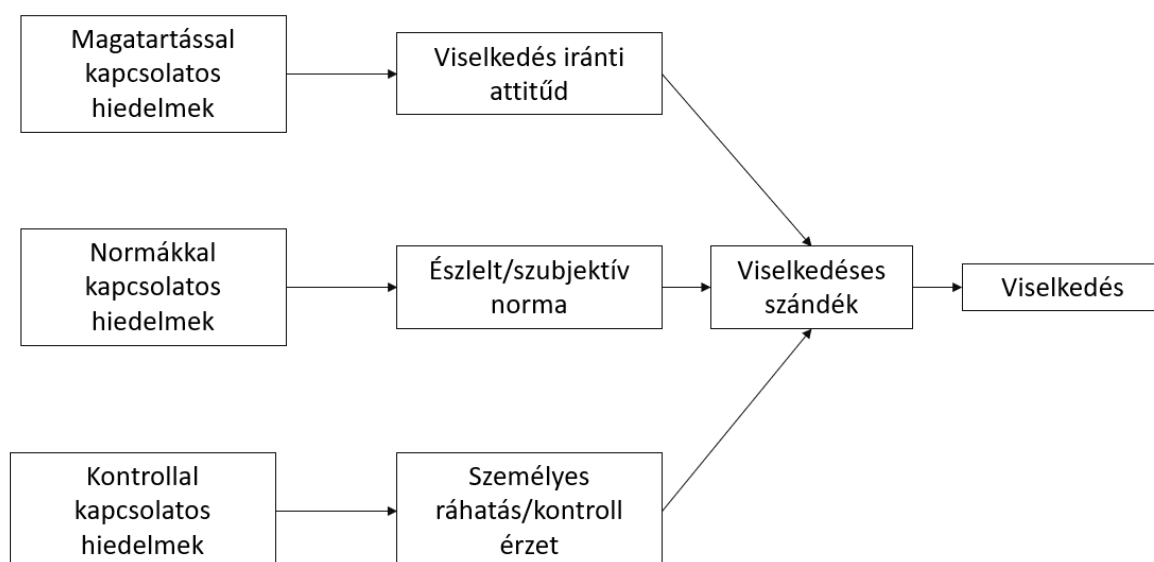 Magatartással
kapcsolatos
hiedelmek
Viselkedés iránti
attitűd
Normákkal
kapcsolatos
hiedelmek
Észlelt/szubjektív
norma
Viselkedéses
szándék
Viselkedés
Kontrollal
kapcsolatos
hiedelmek
Személyes
ráhatás/kontroll
érzet